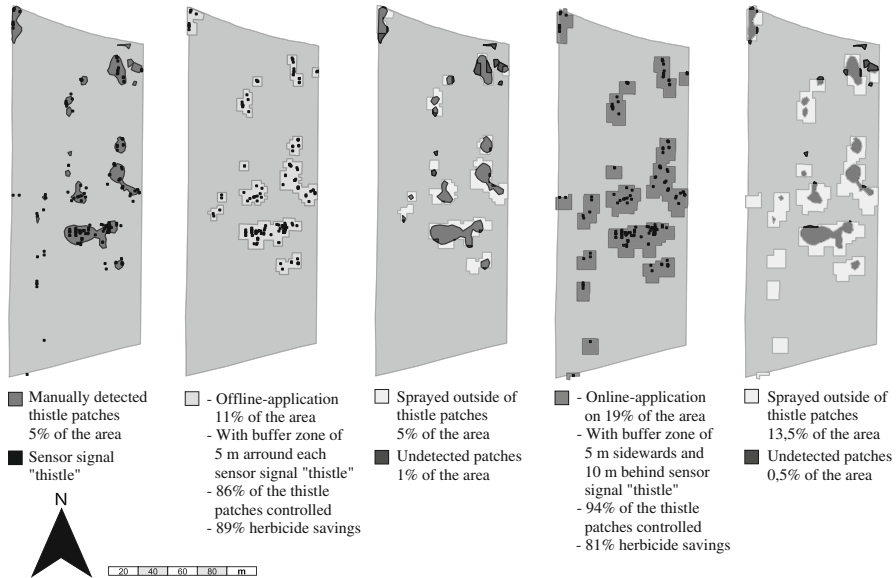 Manually detected
thistle patches
5% of the area
Sensor signal
"thistle"
- Offline-application
11% of the area
- With buffer zone of
5 m arround each
sensor signal "thistle"
- 86% of the thistle
patches controlled
- 89% herbicide savings
Sprayed outside of
thistle patches
5% of the area
Undetected patches
1% of the area
- Online-application
on 19% of the area
- With buffer zone of
5 m sidewards and
10 m behind sensor
signal "thistle"
- 94% of the thistle
patches controlled
- 81% herbicide savings
Sprayed outside of
thistle patches
13,5% of the area
Undetected patches
0,5% of the area
N
20 40 60 80 m